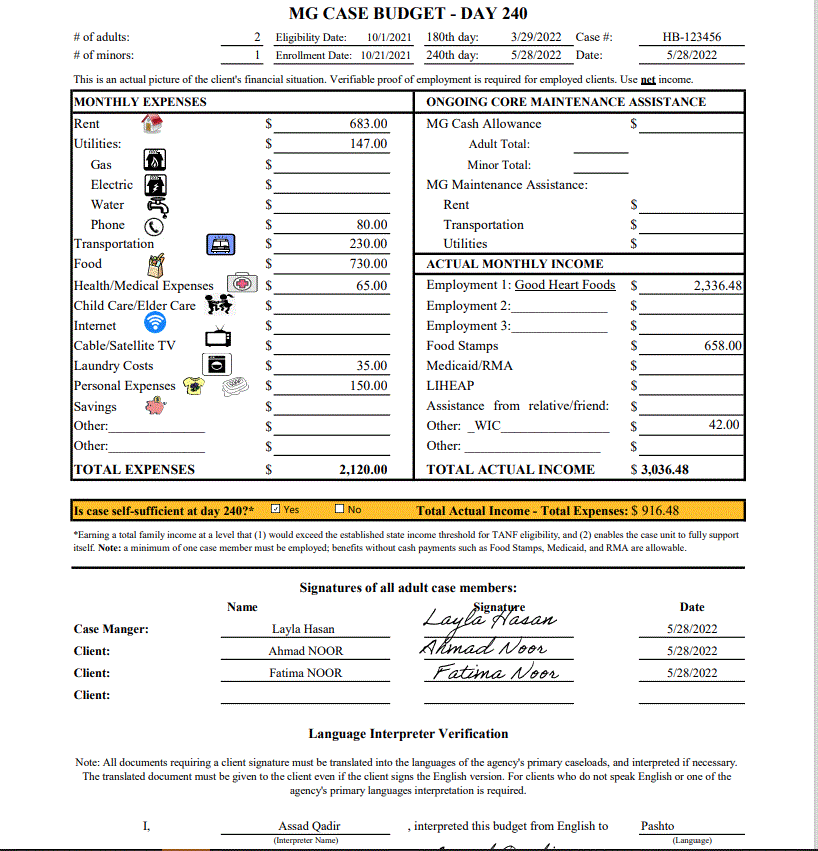 MG CASE BUDGET - DAY 240
# of adults: 2 Eligibility Date: 10/1/2021 180th day: 3/29/2022 Case #: HB-123456
# of minors: 1 Enrollment Date: 10/21/2021 240th day: 5/28/2022 Date: 5/28/2022
This is an actual picture of the client's financial situation. Verifiable proof of employment is required for employed clients. Use net income.
MONTHLY EXPENSES
Rent $ 683.00
Utilities: $ 147.00
Gas $
Electric $
Water $
Phone $ 80.00
Transportation $ 230.00
Food $ 730.00
Health/Medical Expenses $ 65.00
Child Care/Elder Care $
Internet $
Cable/Satellite TV $
Laundry Costs $ 35.00
Personal Expenses $ 150.00
Savings $
Other:_______________ $
Other:_______________ $
TOTAL EXPENSES $ 2,120.00
ONGOING CORE MAINTENANCE ASSISTANCE
MG Cash Allowance $
Adult Total:
Minor Total:
MG Maintenance Assistance:
Rent $
Transportation $
Utilities $
ACTUAL MONTHLY INCOME
Employment 1: Good Heart Foods $ 2,336.48
Employment 2:_______________ $
Employment 3:_______________ $
Food Stamps $ 658.00
Medicaid/RMA $
LIHEAP $
Assistance from relative/friend: $
Other: _WIC_________________ $ 42.00
Other: _____________________ $
TOTAL ACTUAL INCOME $ 3,036.48
Is case self-sufficient at day 240?* ☑ Yes ☐ No Total Actual Income - Total Expenses: $ 916.48
*Earning a total family income at a level that (1) would exceed the established state income threshold for TANF eligibility, and (2) enables the case unit to fully support
itself. Note: a minimum of one case member must be employed; benefits without cash payments such as Food Stamps, Medicaid, and RMA are allowable.
Signatures of all adult case members:
Name Signature Date
Case Manger: Layla Hasan Layla Hasan 5/28/2022
Client: Ahmad NOOR Ahmad Noor 5/28/2022
Client: Fatima NOOR Fatima Noor 5/28/2022
Client:
Language Interpreter Verification
Note: All documents requiring a client signature must be translated into the languages of the agency's primary caseloads, and interpreted if necessary.
The translated document must be given to the client even if the client signs the English version. For clients who do not speak English or one of the
agency's primary languages interpretation is required.
I, Assad Qadir , interpreted this budget from English to Pashto
(Interpreter Name) (Language)